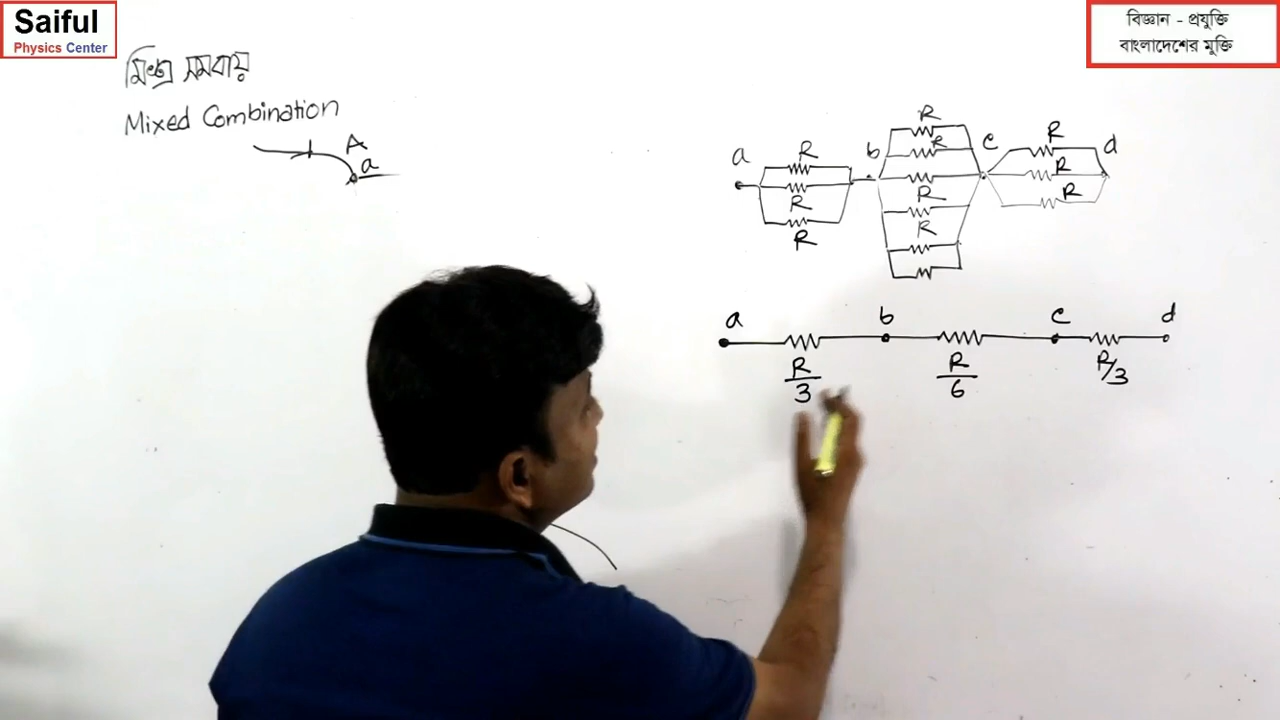 Saiful
Physics Center
বিজ্ঞান - প্রযুক্তি
বাংলাদেশের মুক্তি
মিশ্র সমবায়
Mixed Combination
A
a
a
R
R
R
b
R
R
R
R
c
R
R
R
d
a
b
c
d
R/3
R/6
R/3